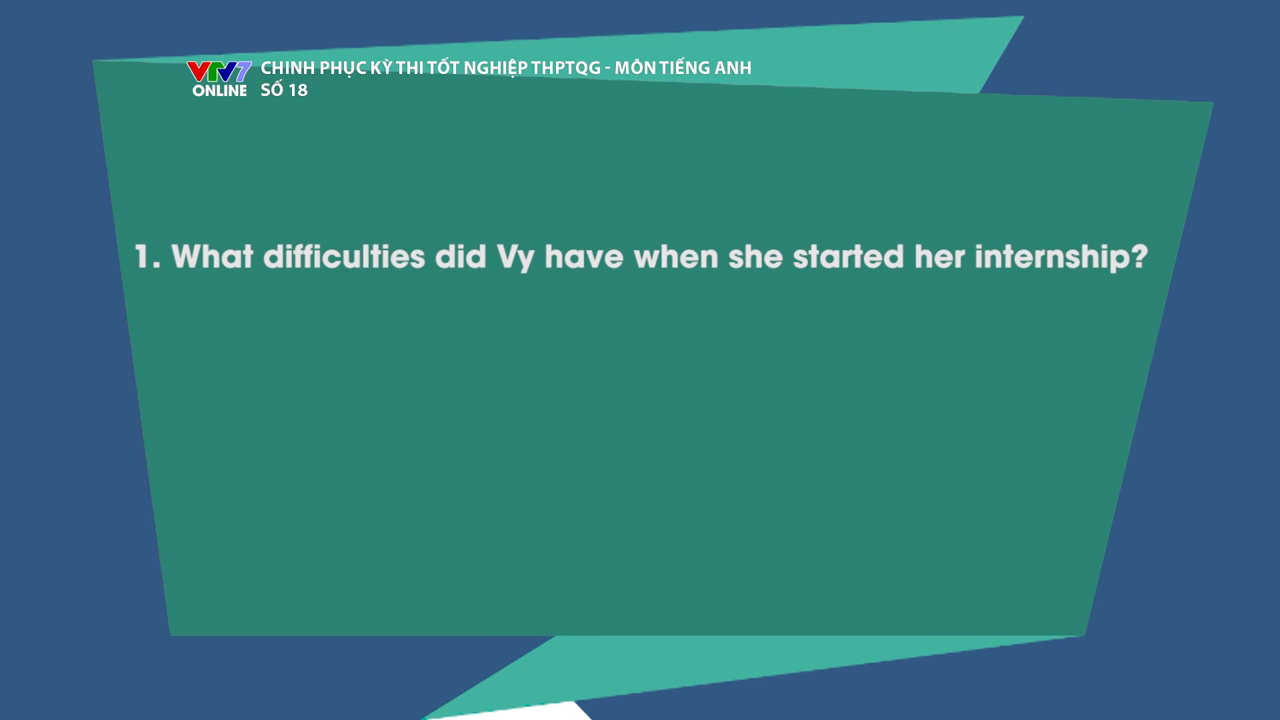 VTV7 CHINH PHỤC KỲ THI TỐT NGHIỆP THPTQG - MÔN TIẾNG ANH
ONLINE SỐ 18
1. What difficulties did Vy have when she started her internship?